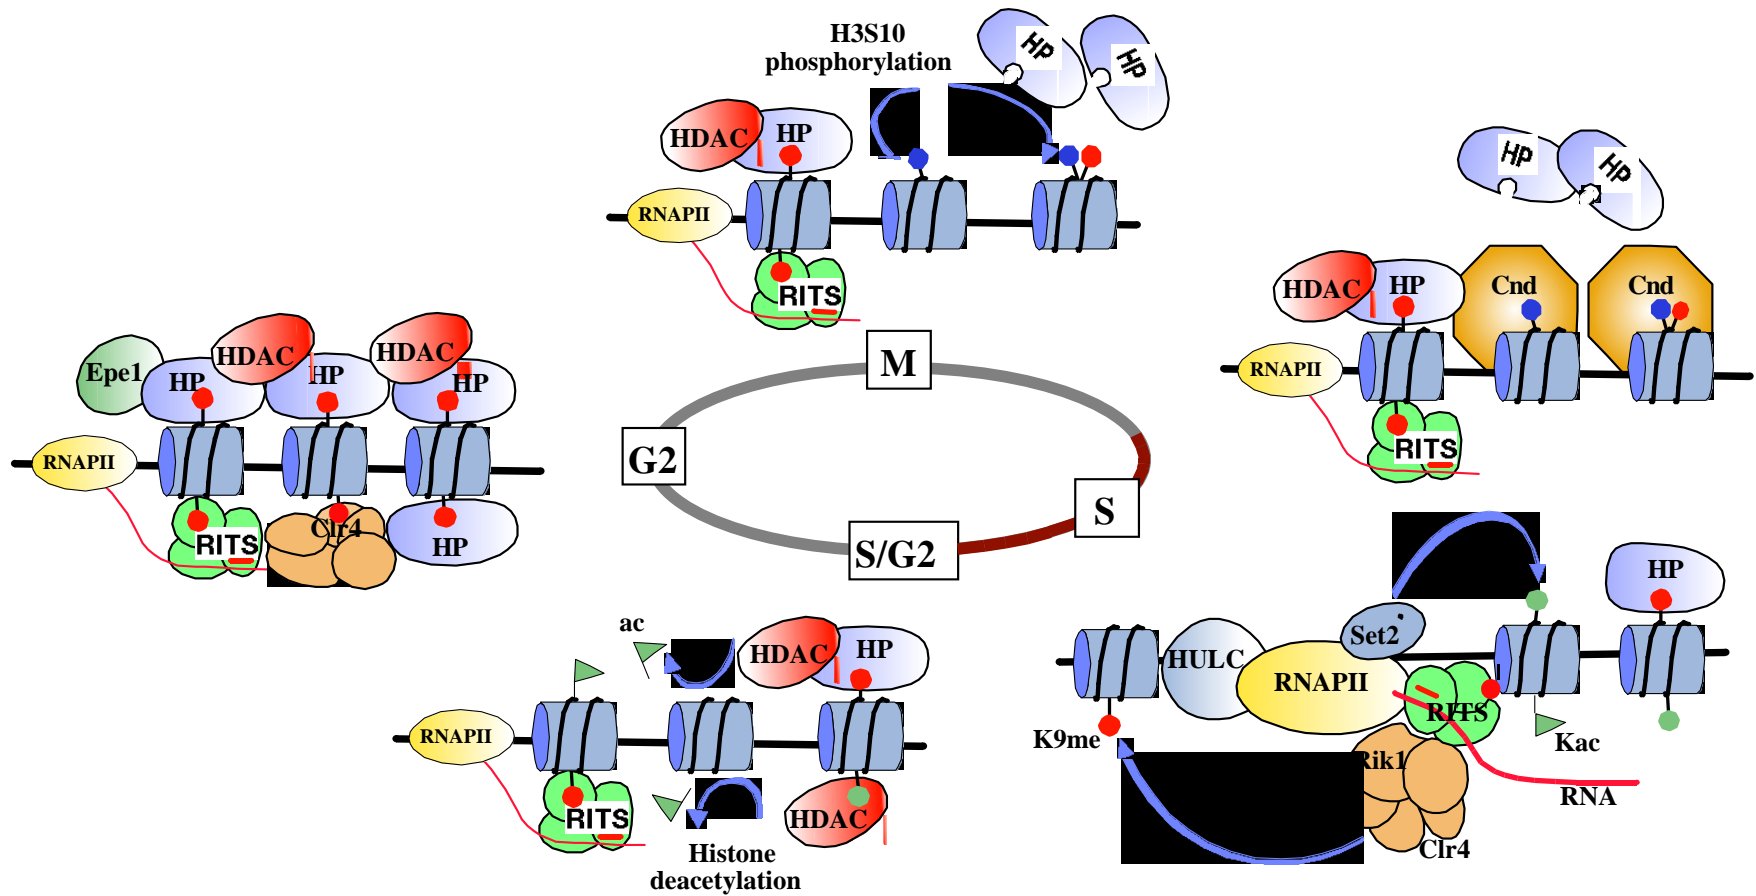 H3S10
phosphorylation
HP
HP
HDAC
HP
RNAPII
RITS
HP
HP
HDAC
HP
Cnd
Cnd
RNAPII
RITS
Epe1
HP
HDAC
HP
HDAC
HP
RNAPII
RITS
Clr4
HP
M
G2
S
S/G2
ac
HDAC
HP
RNAPII
RITS
HDAC
Histone
deacetylation
HP
Set2
HULC
RNAPII
RITS
K9me
Kac
Rik1
RNA
Clr4